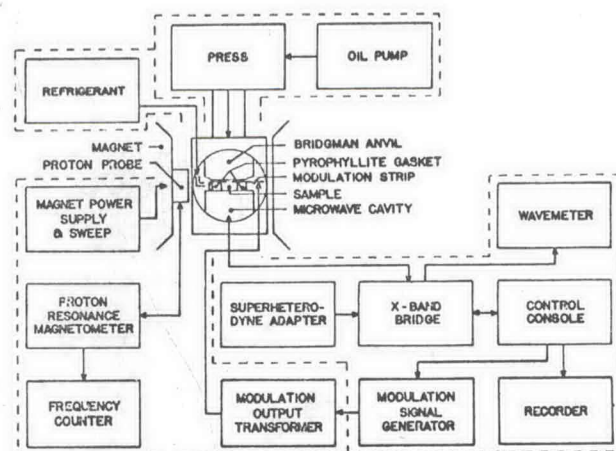 PRESS
OIL PUMP
REFRIGERANT
MAGNET
PROTON PROBE
BRIDGMAN ANVIL
PYROPHYLLITE GASKET
MODULATION STRIP
SAMPLE
MICROWAVE CAVITY
MAGNET POWER
SUPPLY
& SWEEP
WAVEMETER
PROTON
RESONANCE
MAGNETOMETER
SUPERHETERO-
DYNE ADAPTER
X-BAND
BRIDGE
CONTROL
CONSOLE
FREQUENCY
COUNTER
MODULATION
OUTPUT
TRANSFORMER
MODULATION
SIGNAL
GENERATOR
RECORDER